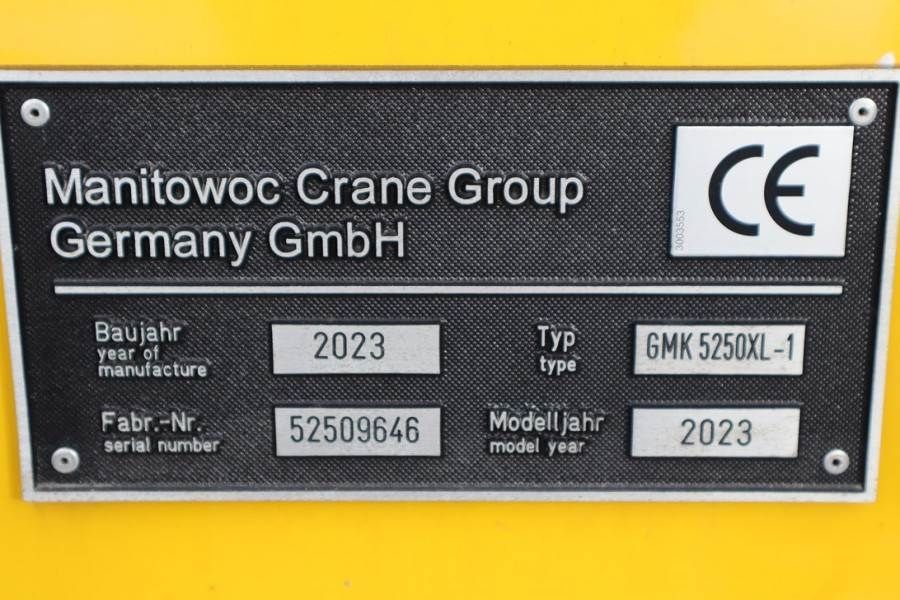 Manitowoc Crane Group
Germany GmbH
CE
3003553
Baujahr
year of
manufacture
2023
Typ
type
GMK 5250XL-1
Fabr.-Nr.
serial number
52509646
Modelljahr
model year
2023